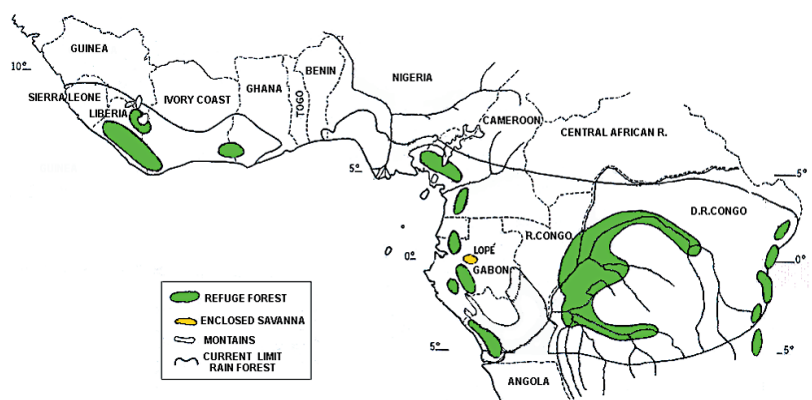 GUINEA
10°
SIERRA LEONE
LIBERIA
IVORY COAST
GHANA
TOGO
BENIN
NIGERIA
CAMEROON
CENTRAL AFRICAN R.
5°
5°
D.R.CONGO
R.CONGO
LOPÉ
GABON
0°
0°
5°
5°
ANGOLA
REFUGE FOREST
ENCLOSED SAVANNA
MONTAINS
CURRENT LIMIT
RAIN FOREST